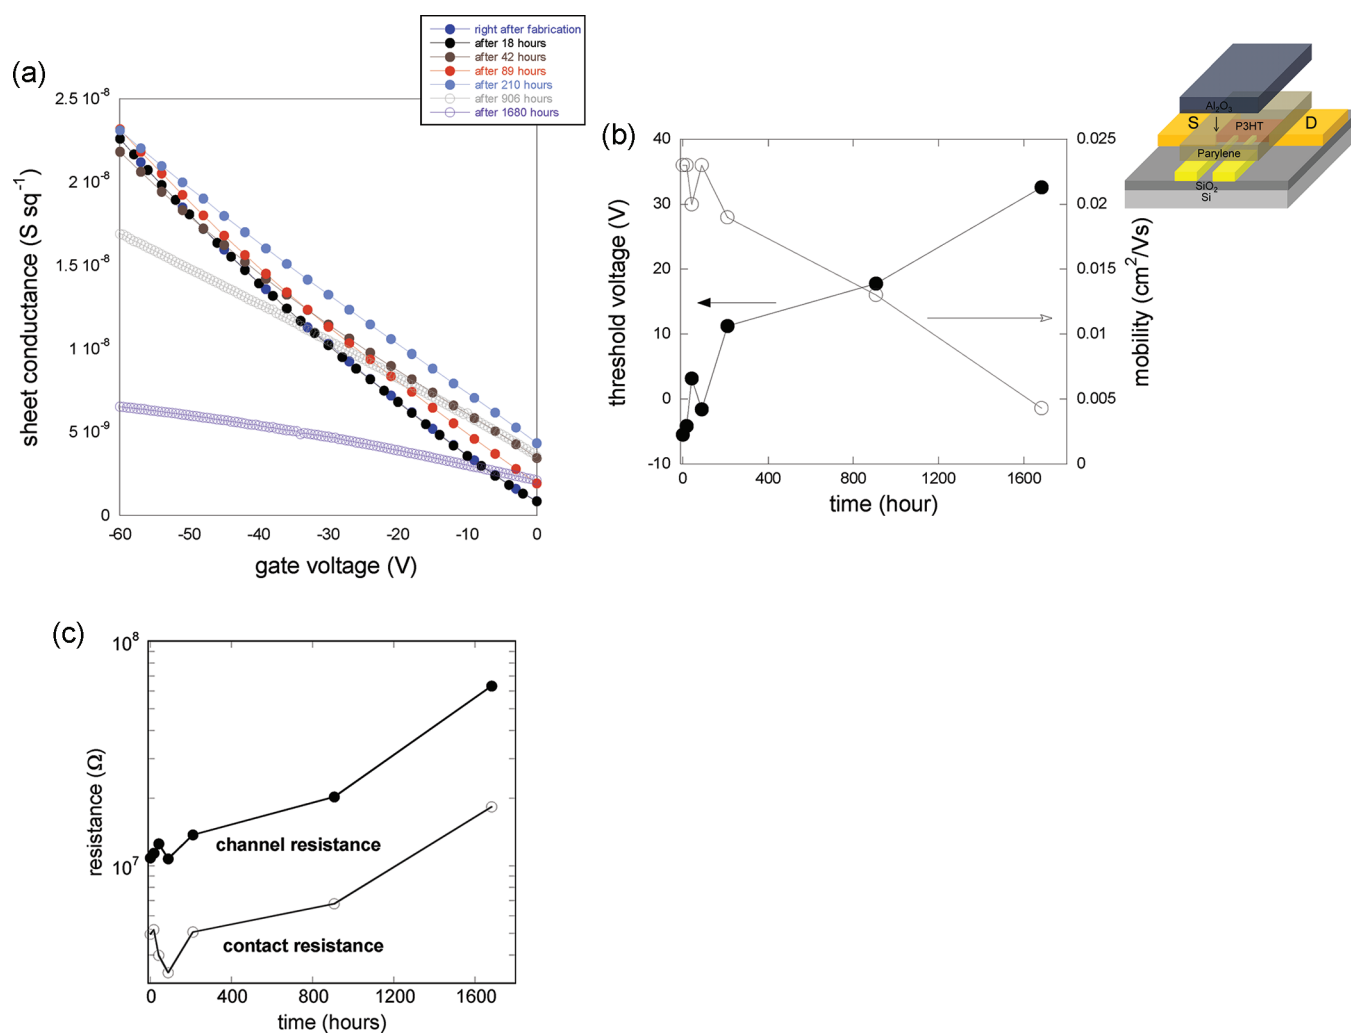 (a)
right after fabrication
after 18 hours
after 42 hours
after 89 hours
after 210 hours
after 906 hours
after 1680 hours
2.5 10⁻⁸
2 10⁻⁸
1.5 10⁻⁸
1 10⁻⁸
5 10⁻⁹
0
sheet conductance (S sq⁻¹)
-60 -50 -40 -30 -20 -10 0
gate voltage (V)
(b)
40
30
20
10
0
-10
threshold voltage (V)
0.025
0.02
0.015
0.01
0.005
0
mobility (cm²/Vs)
0 400 800 1200 1600
time (hour)
Al₂O₃
S P3HT D
Parylene
SiO₂
Si
(c)
10⁸
10⁷
resistance (Ω)
channel resistance
contact resistance
0 400 800 1200 1600
time (hours)